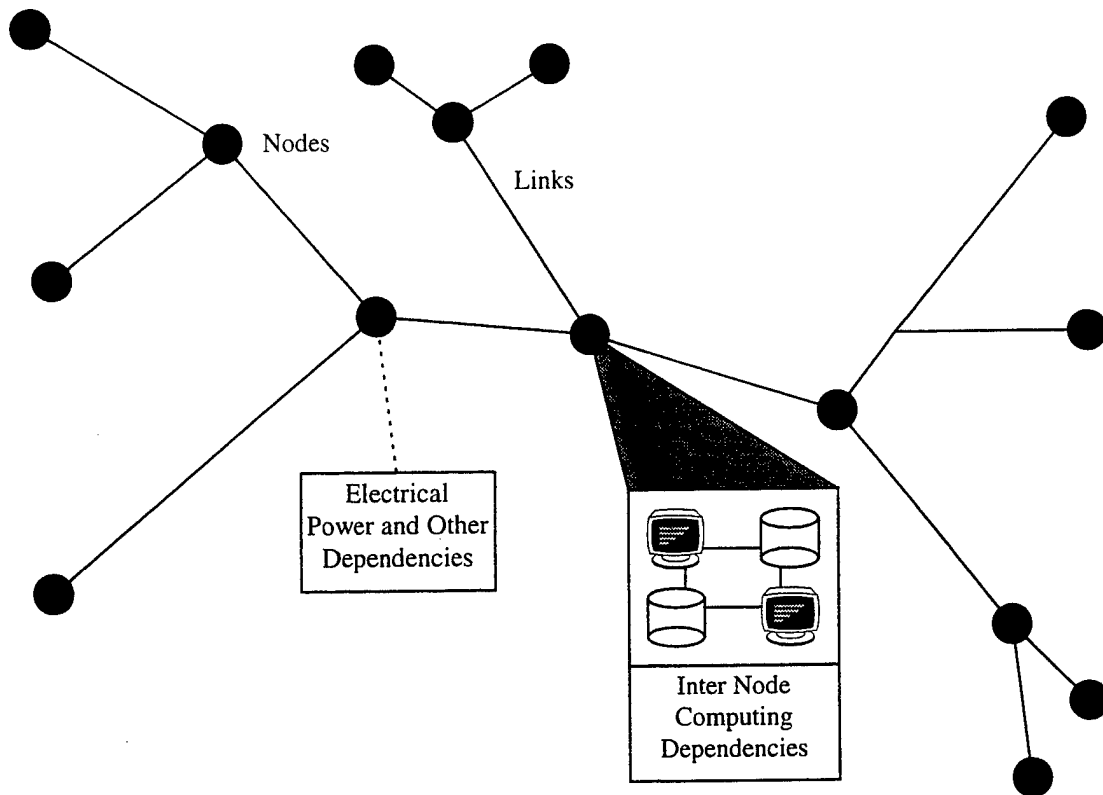 Nodes
Links
Electrical
Power and Other
Dependencies
Inter Node
Computing
Dependencies